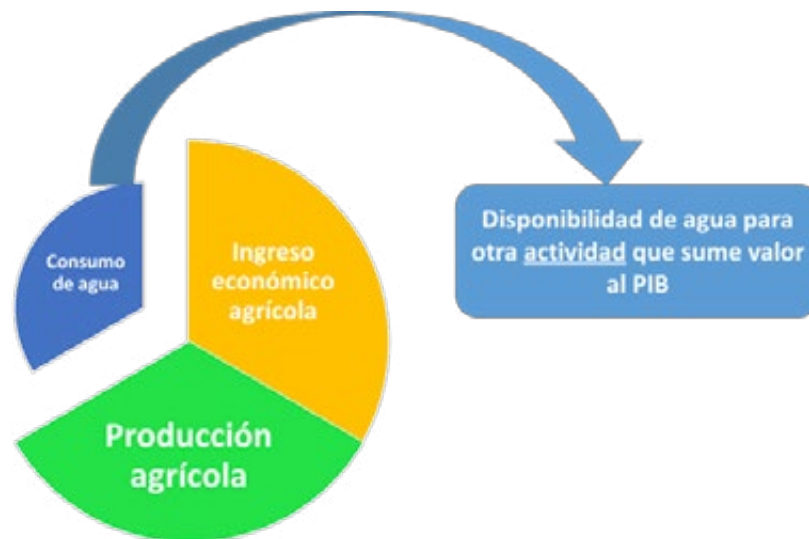 Consumo
de agua
Ingreso
económico
agrícola
Producción
agrícola
Disponibilidad de agua para
otra actividad que sume valor
al PIB